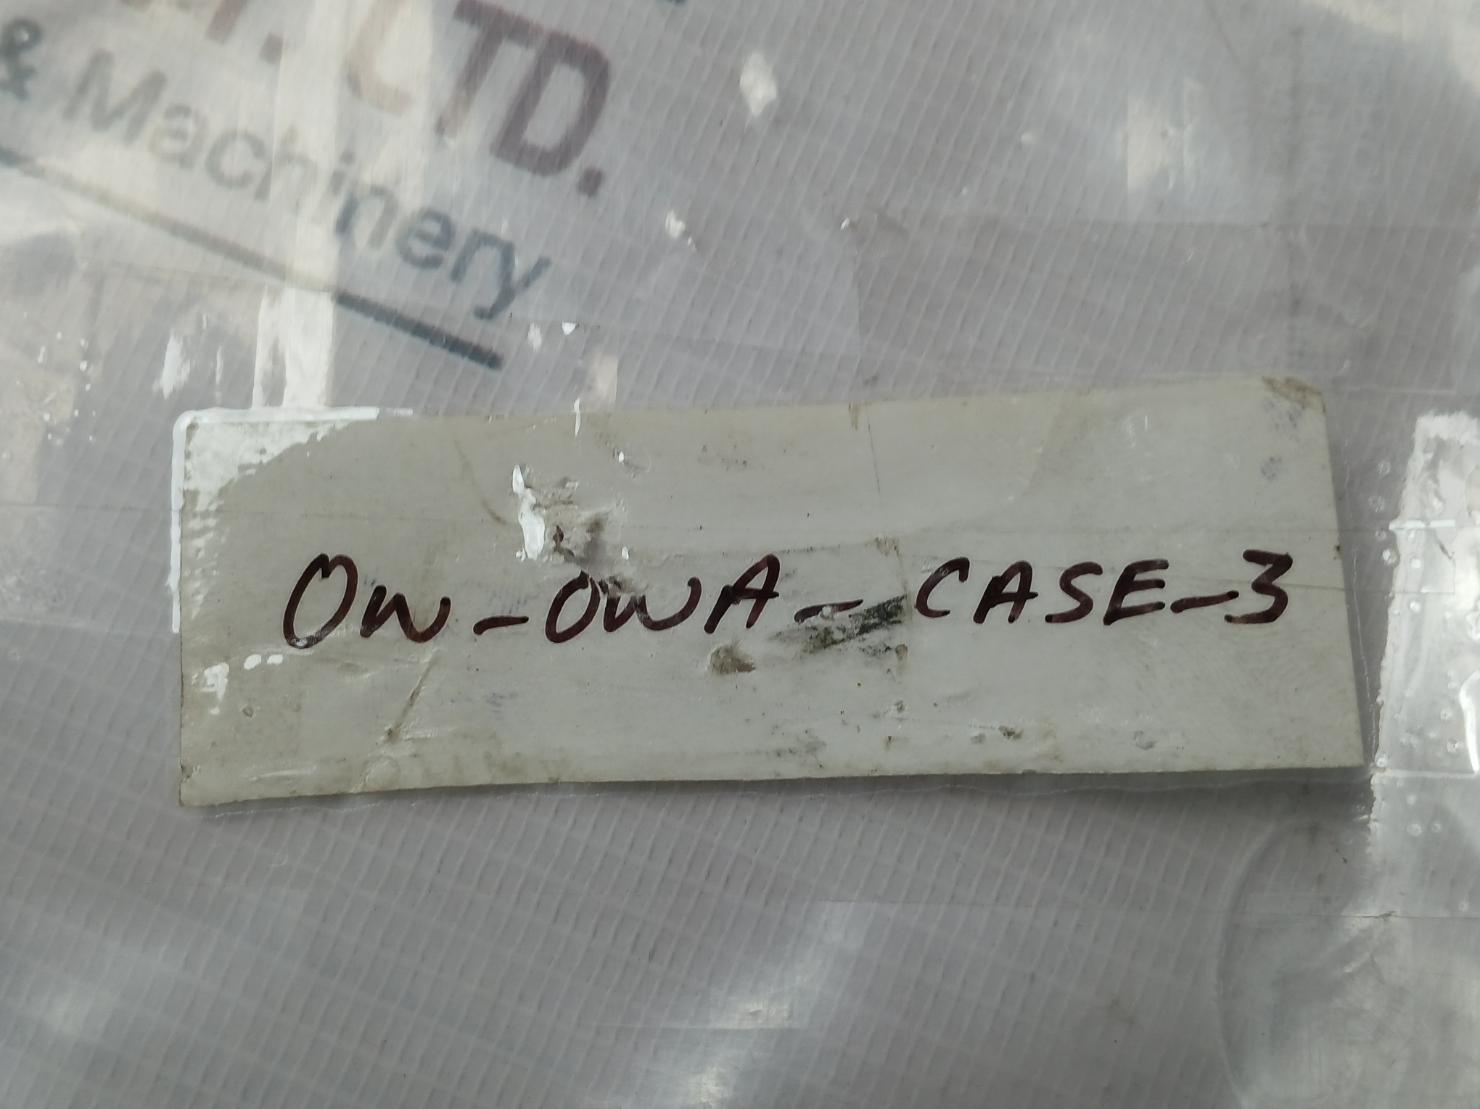 LTD.
& Machinery
OW-OWA-CASE-3